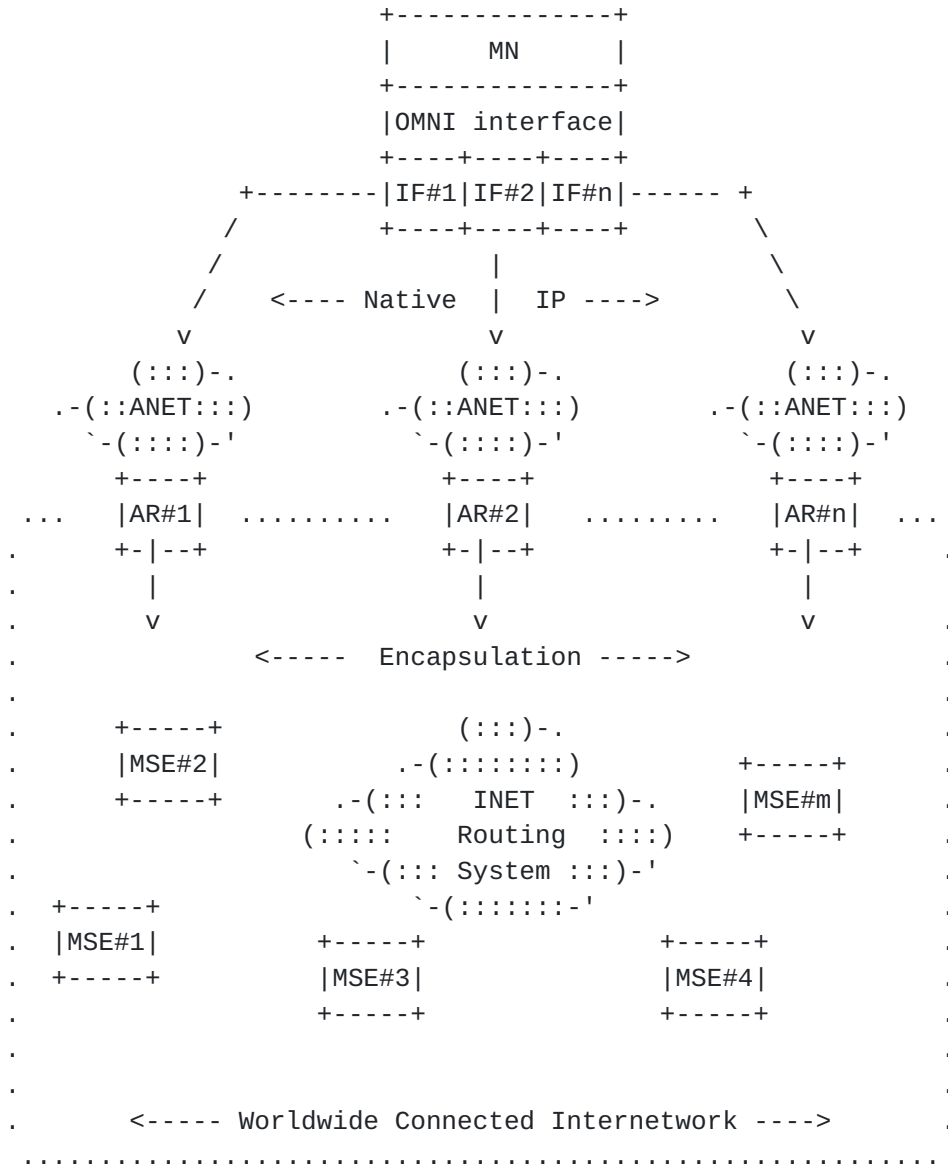 MN
OMNI interface
IF#1 IF#2 IF#n
<---- Native | IP ---->
ANET ANET ANET
AR#1 AR#2 AR#n
<----- Encapsulation ----->
MSE#2
INET MSE#m
Routing
System
MSE#1
MSE#3 MSE#4
<----- Worldwide Connected Internetwork ---->